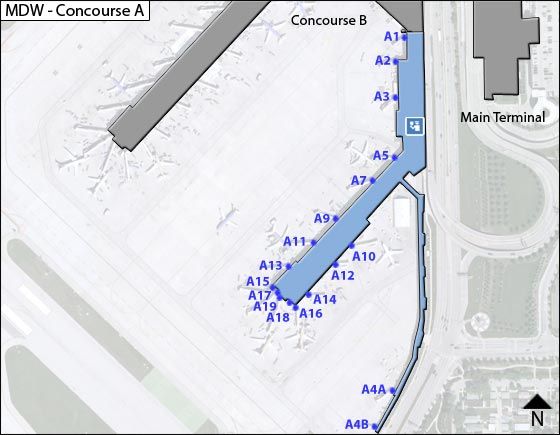 MDW - Concourse A
Concourse B
Main Terminal
A1
A2
A3
A5
A7
A9
A11
A10
A12
A13
A15
A17
A19
A18
A14
A16
A4A
A4B
N